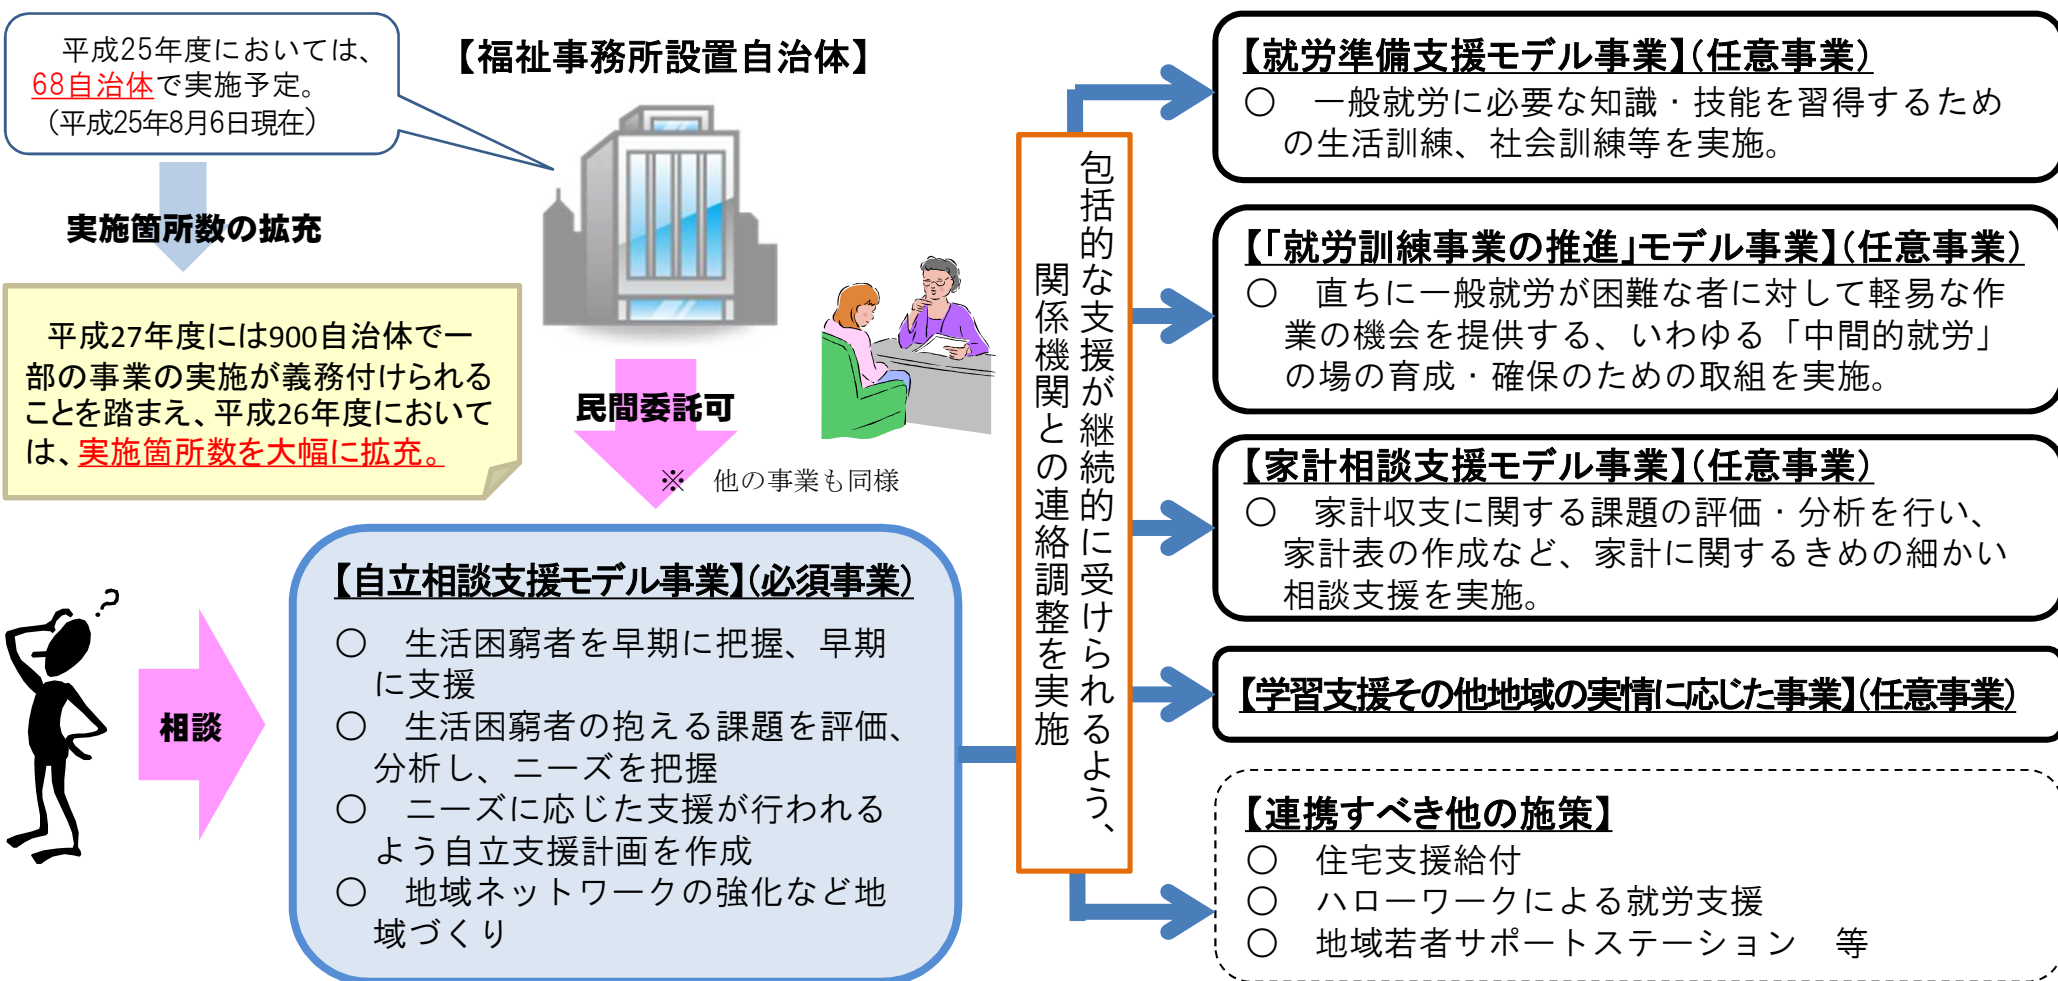 平成25年度においては、
68自治体で実施予定。
（平成25年8月6日現在）
実施箇所数の拡充
平成27年度には900自治体で一
部の事業の実施が義務付けられる
ことを踏まえ、平成26年度において
は、実施箇所数を大幅に拡充。
【福祉事務所設置自治体】
民間委託可
※　他の事業も同様
相談
【自立相談支援モデル事業】（必須事業）
○　生活困窮者を早期に把握、早期
に支援
○　生活困窮者の抱える課題を評価、
分析し、ニーズを把握
○　ニーズに応じた支援が行われる
よう自立支援計画を作成
○　地域ネットワークの強化など地
域づくり
包括的な支援が継続的に受けられるよう、
関係機関との連絡調整を実施
【就労準備支援モデル事業】（任意事業）
○　一般就労に必要な知識・技能を習得するため
の生活訓練、社会訓練等を実施。
【「就労訓練事業の推進」モデル事業】（任意事業）
○　直ちに一般就労が困難な者に対して軽易な作
業の機会を提供する、いわゆる「中間的就労」
の場の育成・確保のための取組を実施。
【家計相談支援モデル事業】（任意事業）
○　家計収支に関する課題の評価・分析を行い、
家計表の作成など、家計に関するきめの細かい
相談支援を実施。
【学習支援その他地域の実情に応じた事業】（任意事業）
【連携すべき他の施策】
○　住宅支援給付
○　ハローワークによる就労支援
○　地域若者サポートステーション　等